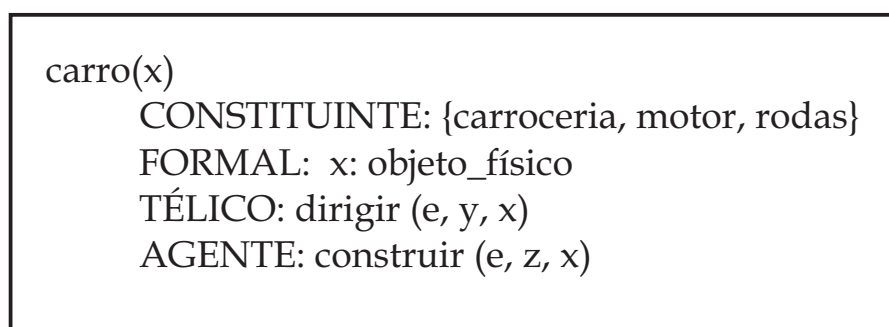 carro(x)
CONSTITUINTE: {carroceria, motor, rodas}
FORMAL: x: objeto_físico
TÉLICO: dirigir (e, y, x)
AGENTE: construir (e, z, x)